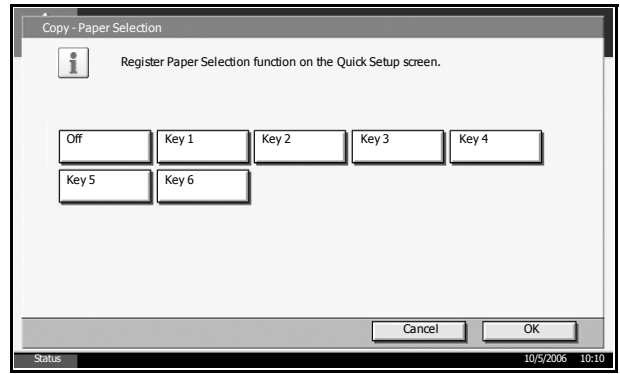 Copy - Paper Selection
Register Paper Selection function on the Quick Setup screen.
Off Key 1 Key 2 Key 3 Key 4
Key 5 Key 6
Cancel OK
Status 10/5/2006 10:10